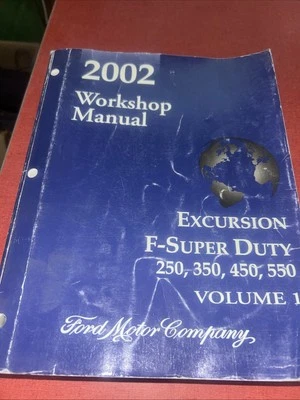 2002
Workshop
Manual
EXCURSION
F-SUPER DUTY
250, 350, 450, 550
VOLUME 1
Ford Motor Company